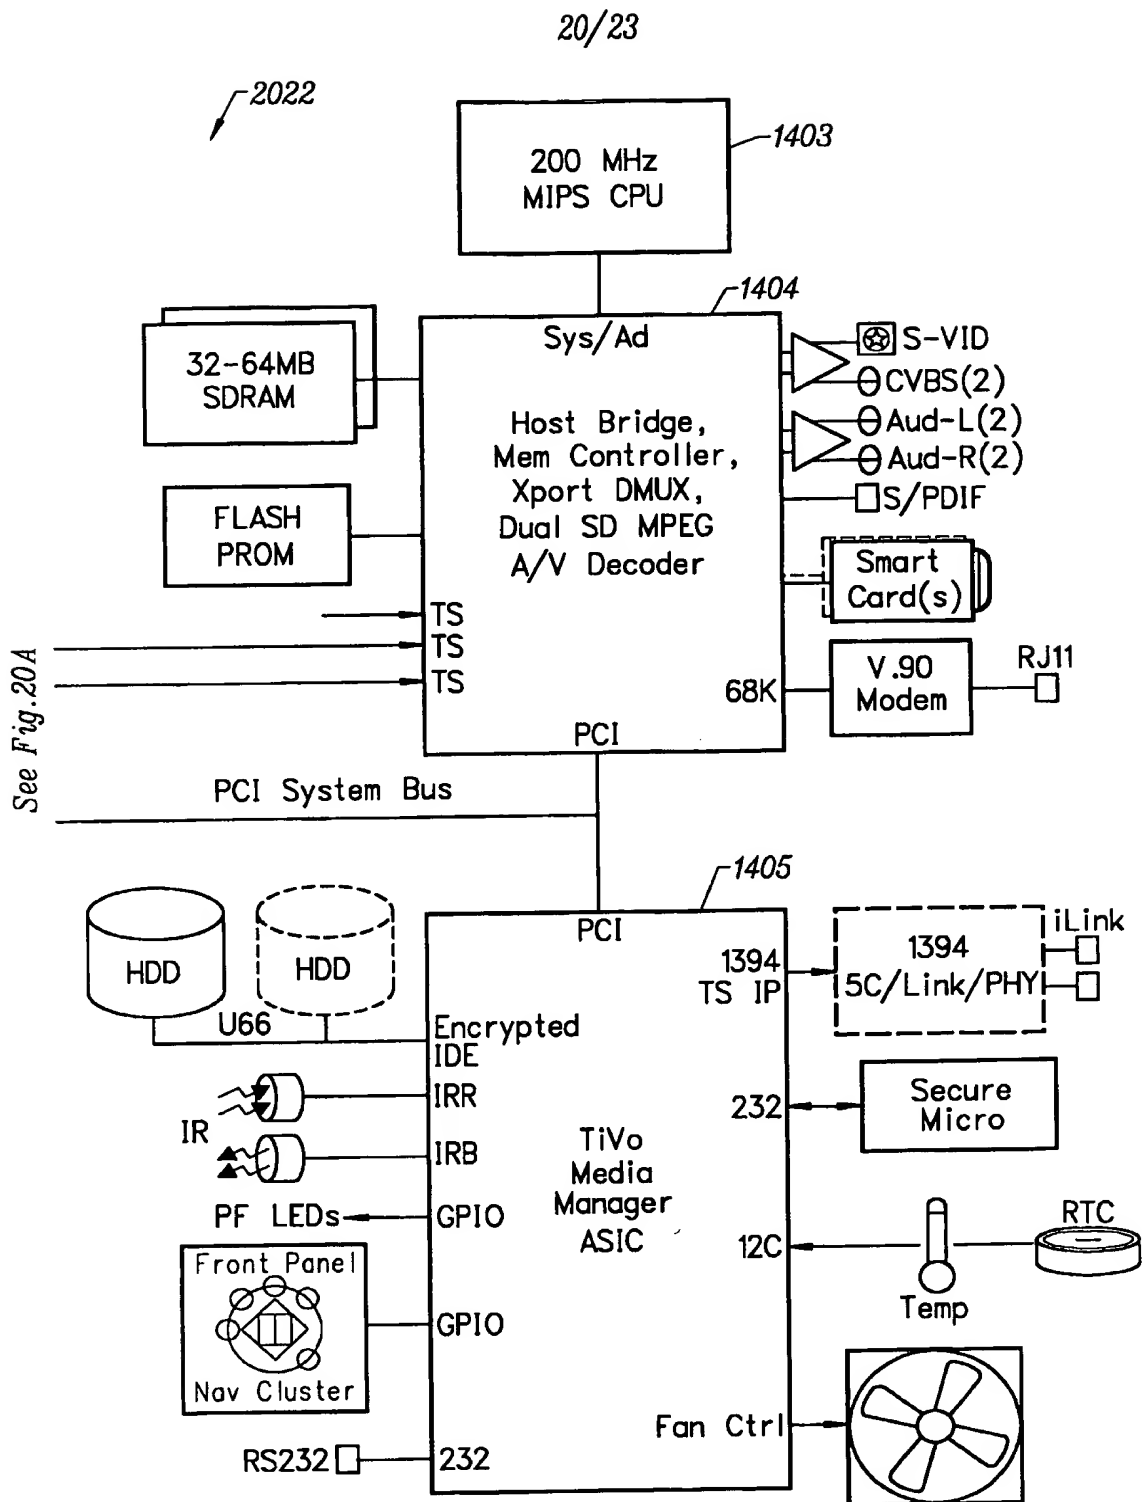 20/23
2022
200 MHz
MIPS CPU
1403
1404
Sys/Ad
32-64MB
SDRAM
FLASH
PROM
Host Bridge,
Mem Controller,
Xport DMUX,
Dual SD MPEG
A/V Decoder
S-VID
CVBS(2)
Aud-L(2)
Aud-R(2)
S/PDIF
Smart
Card(s)
TS
TS
TS
68K
V.90
Modem
RJ11
PCI
See Fig.20A
PCI System Bus
1405
PCI
HDD
HDD
U66
Encrypted
IDE
1394
TS IP
1394
5C/Link/PHY
iLink
IR
IRR
IRB
232
Secure
Micro
TiVo
Media
Manager
ASIC
PF LEDs
GPIO
12C
Temp
RTC
Front Panel
Nav Cluster
GPIO
Fan Ctrl
RS232
232